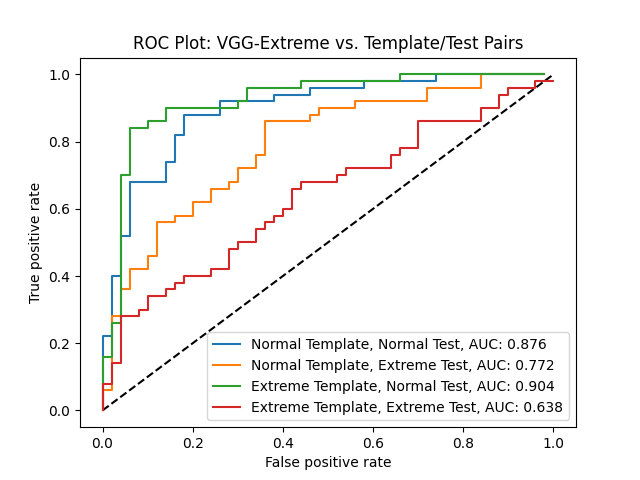 ROC Plot: VGG-Extreme vs. Template/Test Pairs
True positive rate
1.0
0.8
0.6
0.4
0.2
0.0
Normal Template, Normal Test, AUC: 0.876
Normal Template, Extreme Test, AUC: 0.772
Extreme Template, Normal Test, AUC: 0.904
Extreme Template, Extreme Test, AUC: 0.638
0.0 0.2 0.4 0.6 0.8 1.0
False positive rate